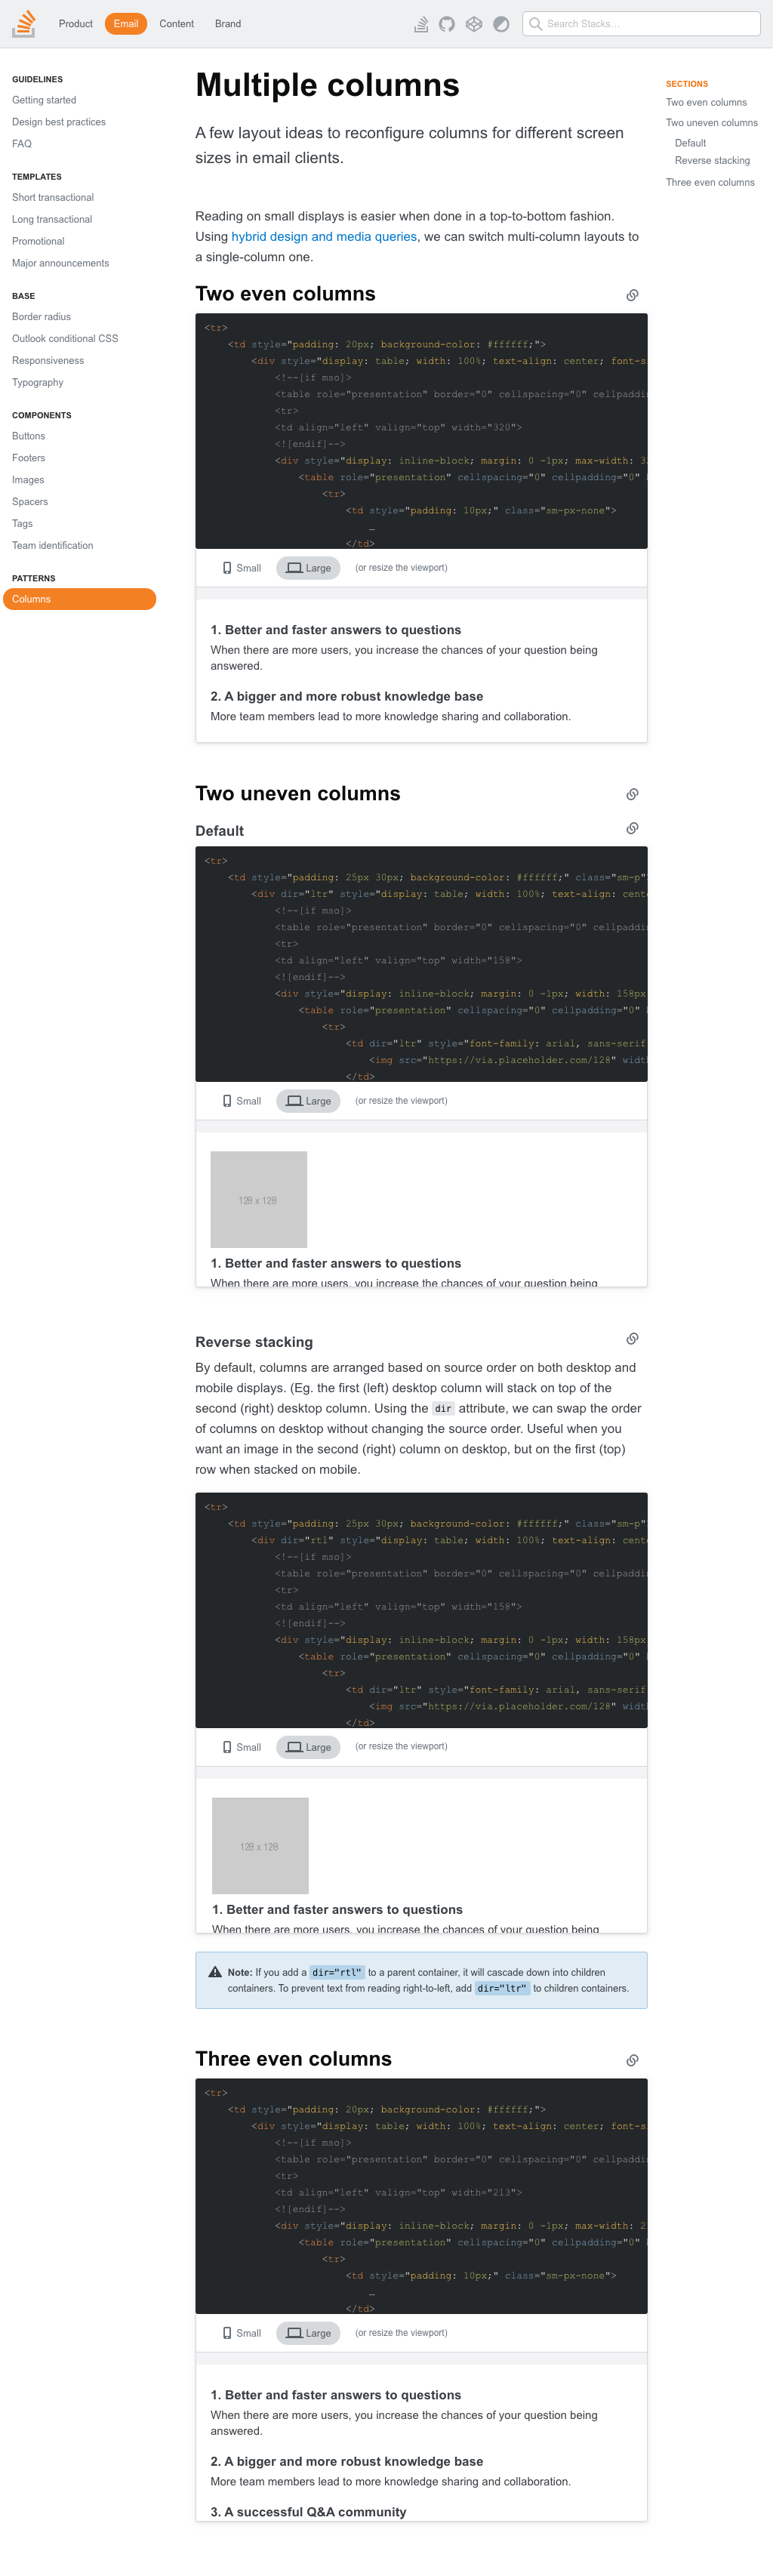 Product
Email
Content
Brand
Search Stacks…
GUIDELINES
Getting started
Design best practices
FAQ
TEMPLATES
Short transactional
Long transactional
Promotional
Major announcements
BASE
Border radius
Outlook conditional CSS
Responsiveness
Typography
COMPONENTS
Buttons
Footers
Images
Spacers
Tags
Team identification
PATTERNS
Columns
Multiple columns
A few layout ideas to reconfigure columns for different screen
sizes in email clients.
Reading on small displays is easier when done in a top-to-bottom fashion.
Using hybrid design and media queries, we can switch multi-column layouts to
a single-column one.
Two even columns
<tr>
<td style="padding: 20px; background-color: #ffffff;">
<div style="display: table; width: 100%; text-align: center; font-s
<!--[if mso]>
<table role="presentation" border="0" cellspacing="0" cellpaddi
<tr>
<td align="left" valign="top" width="320">
<![endif]-->
<div style="display: inline-block; margin: 0 -1px; max-width: 3
<table role="presentation" cellspacing="0" cellpadding="0"
<tr>
<td style="padding: 10px;" class="sm-px-none">
…
</td>
Small
Large
(or resize the viewport)
1. Better and faster answers to questions
When there are more users, you increase the chances of your question being
answered.
2. A bigger and more robust knowledge base
More team members lead to more knowledge sharing and collaboration.
Two uneven columns
Default
<tr>
<td style="padding: 25px 30px; background-color: #ffffff;" class="sm-p"
<div dir="ltr" style="display: table; width: 100%; text-align: cent
<!--[if mso]>
<table role="presentation" border="0" cellspacing="0" cellpaddi
<tr>
<td align="left" valign="top" width="158">
<![endif]-->
<div style="display: inline-block; margin: 0 -1px; width: 158px
<table role="presentation" cellspacing="0" cellpadding="0"
<tr>
<td dir="ltr" style="font-family: arial, sans-serif
<img src="https://via.placeholder.com/128" widt
</td>
Small
Large
(or resize the viewport)
128 x 128
1. Better and faster answers to questions
When there are more users, you increase the chances of your question being
Reverse stacking
By default, columns are arranged based on source order on both desktop and
mobile displays. (Eg. the first (left) desktop column will stack on top of the
second (right) desktop column. Using the dir attribute, we can swap the order
of columns on desktop without changing the source order. Useful when you
want an image in the second (right) column on desktop, but on the first (top)
row when stacked on mobile.
<tr>
<td style="padding: 25px 30px; background-color: #ffffff;" class="sm-p"
<div dir="rtl" style="display: table; width: 100%; text-align: cent
<!--[if mso]>
<table role="presentation" border="0" cellspacing="0" cellpaddi
<tr>
<td align="left" valign="top" width="158">
<![endif]-->
<div style="display: inline-block; margin: 0 -1px; width: 158px
<table role="presentation" cellspacing="0" cellpadding="0"
<tr>
<td dir="ltr" style="font-family: arial, sans-serif
<img src="https://via.placeholder.com/128" widt
</td>
Small
Large
(or resize the viewport)
128 x 128
1. Better and faster answers to questions
When there are more users, you increase the chances of your question being
Note: If you add a dir="rtl" to a parent container, it will cascade down into children
containers. To prevent text from reading right-to-left, add dir="ltr" to children containers.
Three even columns
<tr>
<td style="padding: 20px; background-color: #ffffff;">
<div style="display: table; width: 100%; text-align: center; font-s
<!--[if mso]>
<table role="presentation" border="0" cellspacing="0" cellpaddi
<tr>
<td align="left" valign="top" width="213">
<![endif]-->
<div style="display: inline-block; margin: 0 -1px; max-width: 2
<table role="presentation" cellspacing="0" cellpadding="0"
<tr>
<td style="padding: 10px;" class="sm-px-none">
…
</td>
Small
Large
(or resize the viewport)
1. Better and faster answers to questions
When there are more users, you increase the chances of your question being
answered.
2. A bigger and more robust knowledge base
More team members lead to more knowledge sharing and collaboration.
3. A successful Q&A community
SECTIONS
Two even columns
Two uneven columns
Default
Reverse stacking
Three even columns